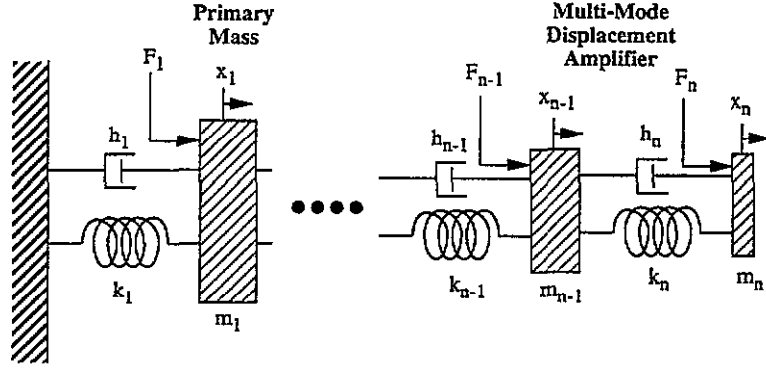 Primary
Mass
Multi-Mode
Displacement
Amplifier
F1
x1
h1
k1
m1
Fn-1
xn-1
hn-1
kn-1
mn-1
Fn
xn
hn
kn
mn